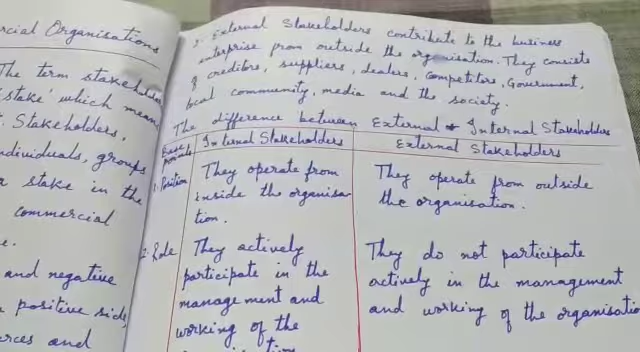 rcial Organisations
The term stakeholder
'stake' which mean
. Stakeholders,
ndividuals, groups
a stake in the
commercial
e.
and negative
positive side,
rces and
2. External Stakeholders contribute to the business
enterprise from outside the organisation. They consists
of creditors, suppliers, dealers, competitors, Government,
local community, media and the society.
The difference between External & Internal Stakeholders
Internal Stakeholders
External Stakeholders
1. Position
They operate from
inside the organisa
tion.
They operate from outside
the organisation.
2. Role
They actively
participate in the
management and
working of the
They do not participate
actively in the management
and working of the organisatio